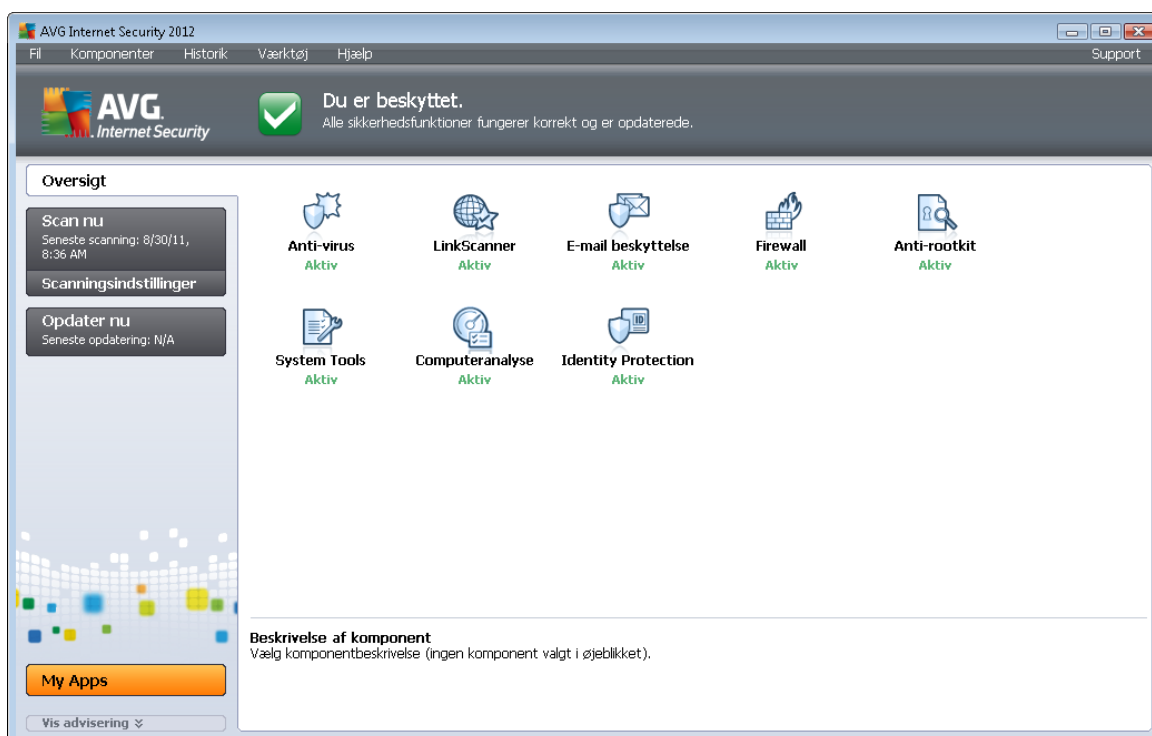 AVG Internet Security 2012
Fil Komponenter Historik Værktøj Hjælp Support
AVG.
Internet Security
Du er beskyttet.
Alle sikkerhedsfunktioner fungerer korrekt og er opdaterede.
Oversigt
Scan nu
Seneste scanning: 8/30/11,
8:36 AM
Scanningsindstillinger
Opdater nu
Seneste opdatering: N/A
Anti-virus
Aktiv
LinkScanner
Aktiv
E-mail beskyttelse
Aktiv
Firewall
Aktiv
Anti-rootkit
Aktiv
System Tools
Aktiv
Computeranalyse
Aktiv
ID
Identity Protection
Aktiv
Beskrivelse af komponent
Vælg komponentbeskrivelse (ingen komponent valgt i øjeblikket).
My Apps
Vis advisering